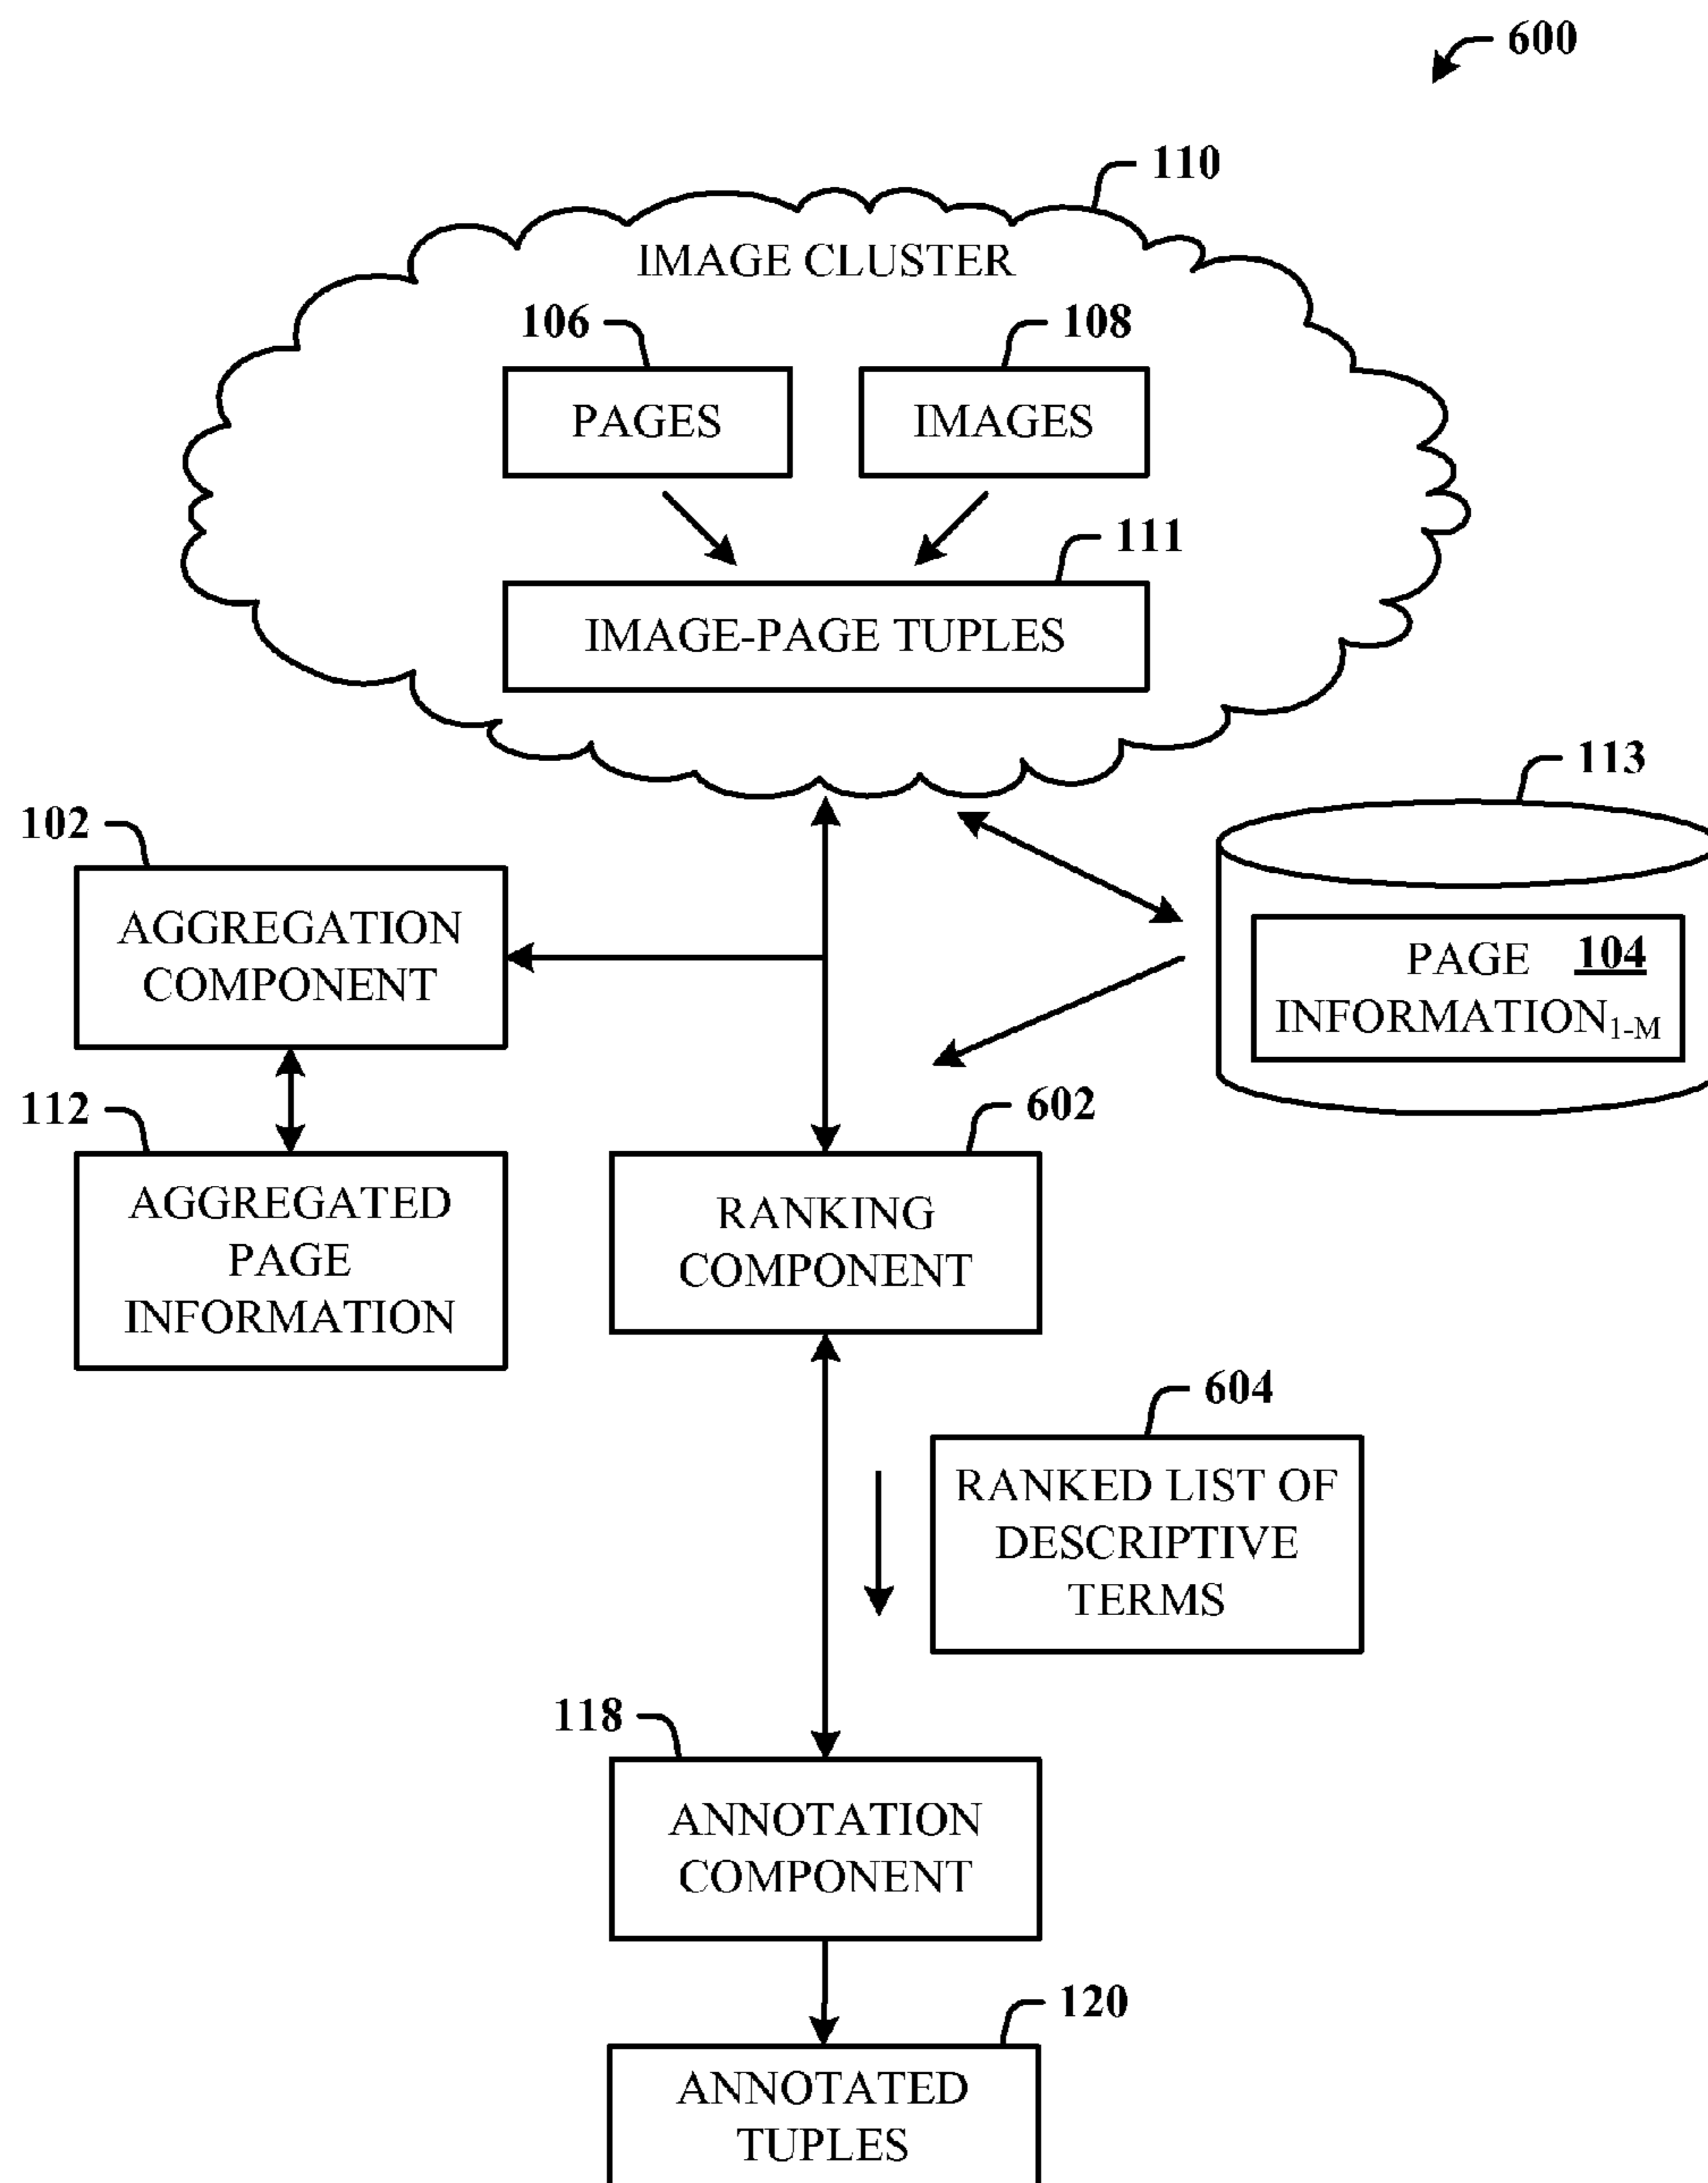 600
110
IMAGE CLUSTER
106
108
PAGES
IMAGES
111
IMAGE-PAGE TUPLES
113
102
AGGREGATION
COMPONENT
PAGE 104
INFORMATION1-M
112
602
AGGREGATED
PAGE
INFORMATION
RANKING
COMPONENT
604
RANKED LIST OF
DESCRIPTIVE
TERMS
118
ANNOTATION
COMPONENT
120
ANNOTATED
TUPLES